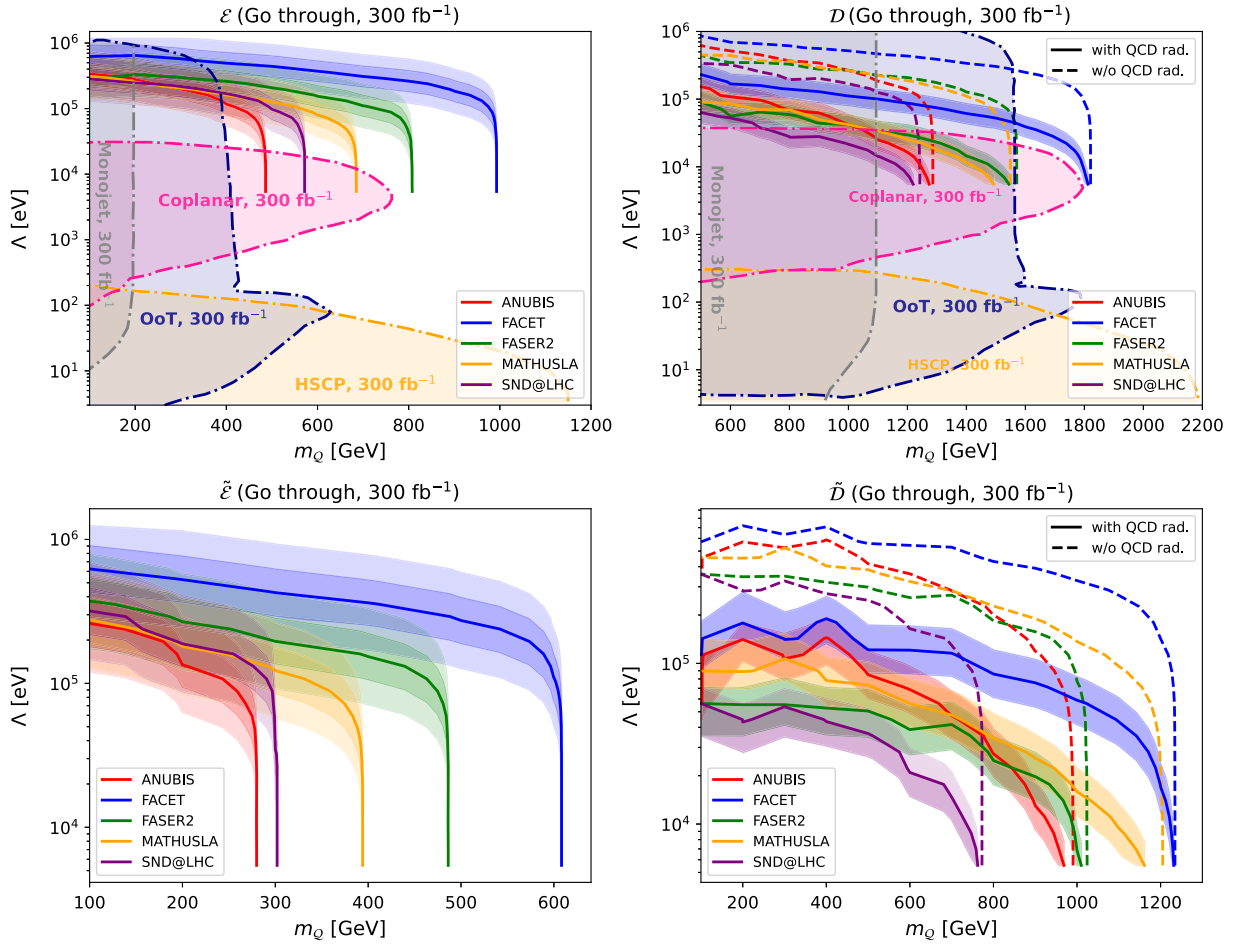 ℰ (Go through, 300 fb⁻¹)
10⁶
10⁵
10⁴
10³
10²
10¹
Λ [eV]
Monojet, 300 fb⁻¹
Coplanar, 300 fb⁻¹
OoT, 300 fb⁻¹
HSCP, 300 fb⁻¹
ANUBIS
FACET
FASER2
MATHUSLA
SND@LHC
200 400 600 800 1000 1200
m_𝒬 [GeV]
𝒟 (Go through, 300 fb⁻¹)
with QCD rad.
w/o QCD rad.
10⁶
10⁵
10⁴
10³
10²
10¹
Λ [eV]
Monojet, 300 fb⁻¹
Coplanar, 300 fb⁻¹
OoT, 300 fb⁻¹
HSCP, 300 fb⁻¹
ANUBIS
FACET
FASER2
MATHUSLA
SND@LHC
600 800 1000 1200 1400 1600 1800 2000 2200
m_𝒬 [GeV]
ℰ̃ (Go through, 300 fb⁻¹)
10⁶
10⁵
10⁴
Λ [eV]
ANUBIS
FACET
FASER2
MATHUSLA
SND@LHC
100 200 300 400 500 600
m_𝒬 [GeV]
𝒟̃ (Go through, 300 fb⁻¹)
with QCD rad.
w/o QCD rad.
10⁵
10⁴
Λ [eV]
ANUBIS
FACET
FASER2
MATHUSLA
SND@LHC
200 400 600 800 1000 1200
m_𝒬 [GeV]